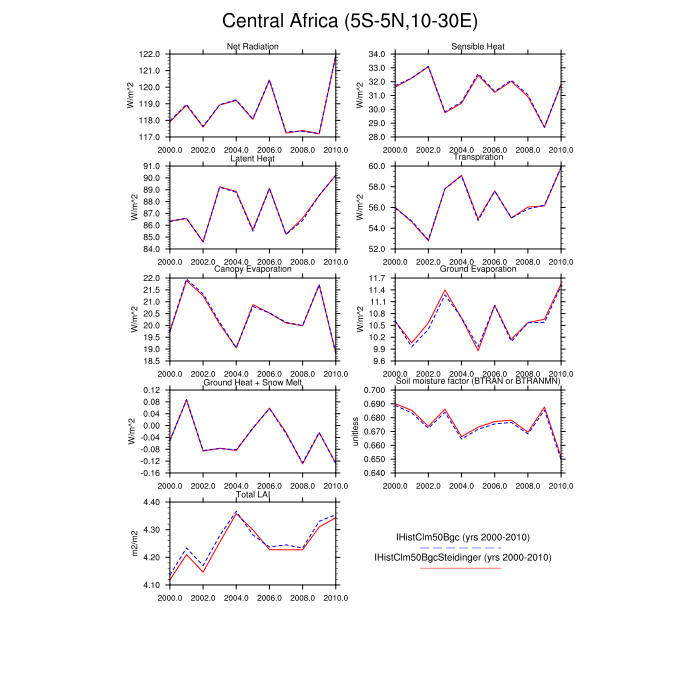 Central Africa (5S-5N,10-30E)
Net Radiation
W/m^2
122.0
121.0
120.0
119.0
118.0
117.0
2000.0 2002.0 2004.0 2006.0 2008.0 2010.0
Sensible Heat
W/m^2
34.0
33.0
32.0
31.0
30.0
29.0
28.0
2000.0 2002.0 2004.0 2006.0 2008.0 2010.0
Latent Heat
W/m^2
91.0
90.0
89.0
88.0
87.0
86.0
85.0
84.0
2000.0 2002.0 2004.0 2006.0 2008.0 2010.0
Transpiration
W/m^2
60.0
58.0
56.0
54.0
52.0
2000.0 2002.0 2004.0 2006.0 2008.0 2010.0
Canopy Evaporation
W/m^2
22.0
21.5
21.0
20.5
20.0
19.5
19.0
18.5
2000.0 2002.0 2004.0 2006.0 2008.0 2010.0
Ground Evaporation
W/m^2
11.7
11.4
11.1
10.8
10.5
10.2
9.9
9.6
2000.0 2002.0 2004.0 2006.0 2008.0 2010.0
Ground Heat + Snow Melt
W/m^2
0.12
0.08
0.04
0.00
-0.04
-0.08
-0.12
-0.16
2000.0 2002.0 2004.0 2006.0 2008.0 2010.0
Soil moisture factor (BTRAN or BTRANMN)
unitless
0.700
0.690
0.680
0.670
0.660
0.650
0.640
2000.0 2002.0 2004.0 2006.0 2008.0 2010.0
Total LAI
m2/m2
4.40
4.30
4.20
4.10
2000.0 2002.0 2004.0 2006.0 2008.0 2010.0
IHistClm50Bgc (yrs 2000-2010)
IHistClm50BgcSteidinger (yrs 2000-2010)